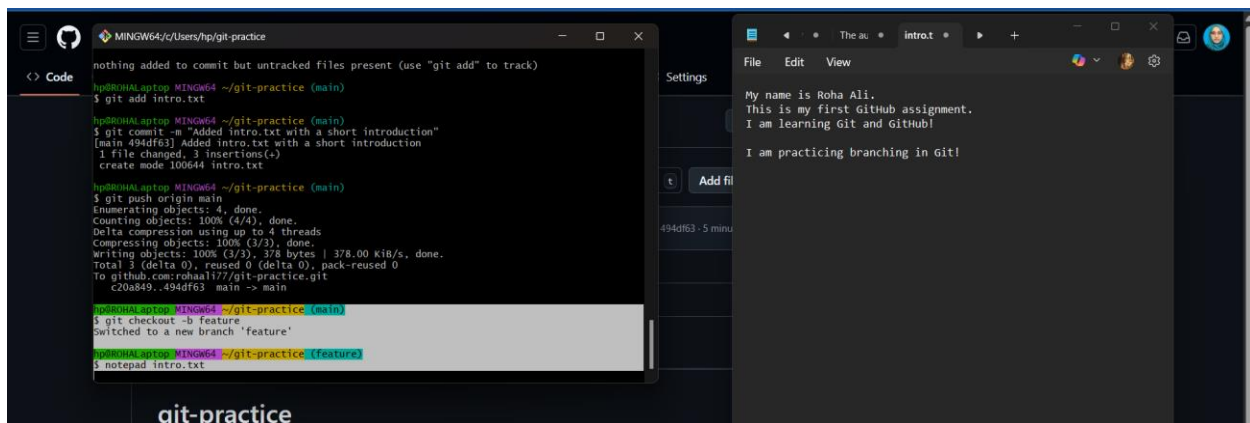 MINGW64:/c/Users/hp/git-practice
nothing added to commit but untracked files present (use "git add" to track)
hp@ROHALaptop MINGW64 ~/git-practice (main)
$ git add intro.txt
hp@ROHALaptop MINGW64 ~/git-practice (main)
$ git commit -m "Added intro.txt with a short introduction"
[main 494df63] Added intro.txt with a short introduction
1 file changed, 3 insertions(+)
create mode 100644 intro.txt
hp@ROHALaptop MINGW64 ~/git-practice (main)
$ git push origin main
Enumerating objects: 4, done.
Counting objects: 100% (4/4), done.
Delta compression using up to 4 threads
Compressing objects: 100% (3/3), done.
Writing objects: 100% (3/3), 378 bytes | 378.00 KiB/s, done.
Total 3 (delta 0), reused 0 (delta 0), pack-reused 0
To github.com:rohaali77/git-practice.git
c20a849..494df63  main -> main
hp@ROHALaptop MINGW64 ~/git-practice (main)
$ git checkout -b feature
Switched to a new branch 'feature'
hp@ROHALaptop MINGW64 ~/git-practice (feature)
$ notepad intro.txt
<> Code
Settings
t Add fil
494df63 · 5 minu
git-practice
The au intro.t
File Edit View
My name is Roha Ali.
This is my first GitHub assignment.
I am learning Git and GitHub!
I am practicing branching in Git!